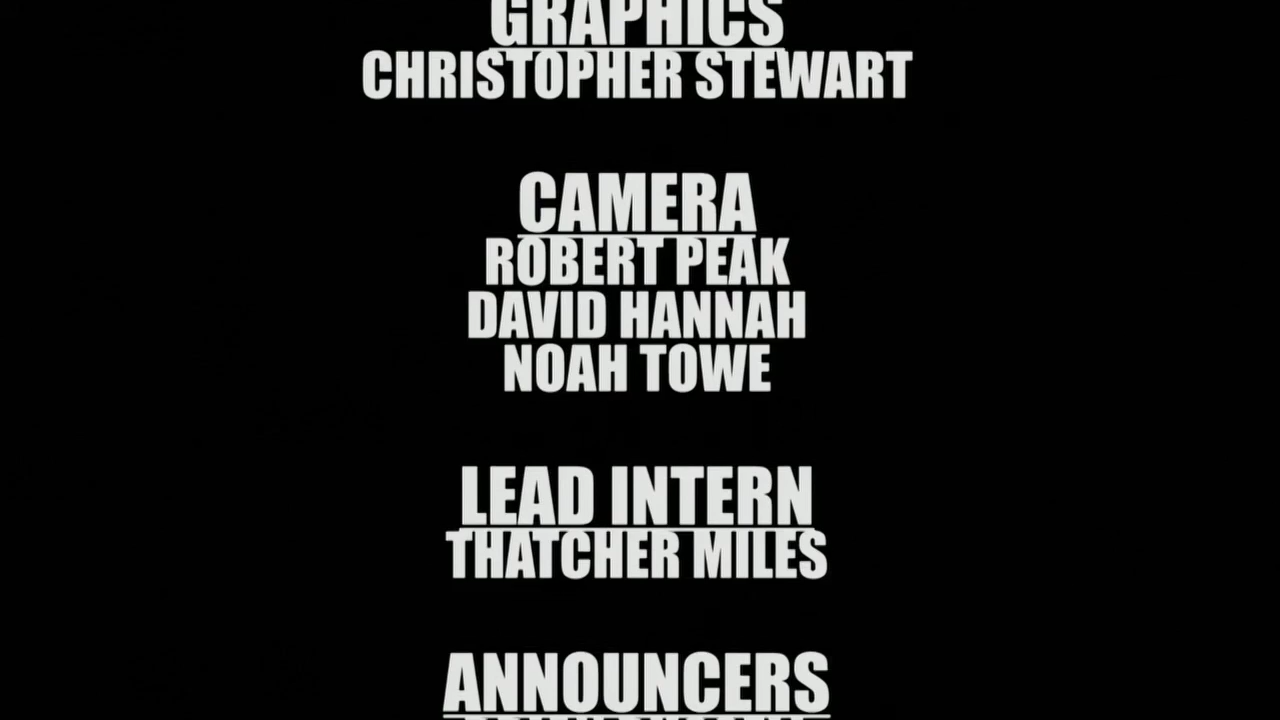 GRAPHICS
CHRISTOPHER STEWART
CAMERA
ROBERT PEAK
DAVID HANNAH
NOAH TOWE
LEAD INTERN
THATCHER MILES
ANNOUNCERS